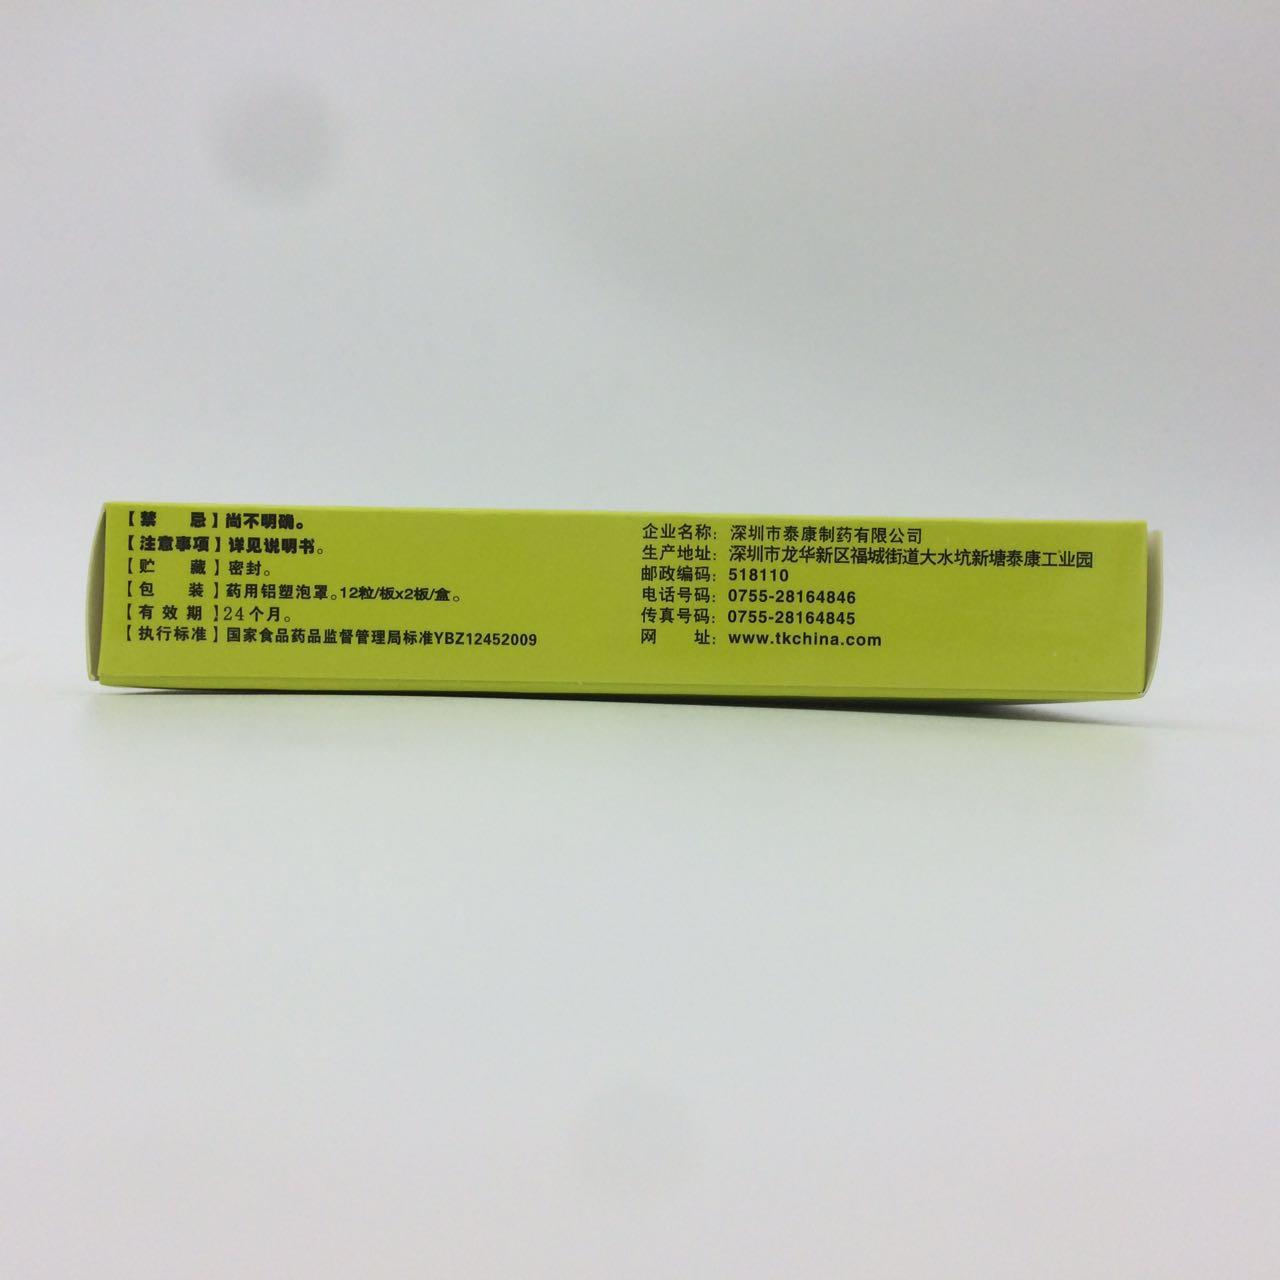 【禁　忌】尚不明确。
【注意事项】详见说明书。
【贮　藏】密封。
【包　装】药用铝塑泡罩。12粒/板x2板/盒。
【有效期】24个月。
【执行标准】国家食品药品监督管理局标准YBZ12452009
企业名称：深圳市泰康制药有限公司
生产地址：深圳市龙华新区福城街道大水坑新塘泰康工业园
邮政编码：518110
电话号码：0755-28164846
传真号码：0755-28164845
网　址：www.tkchina.com